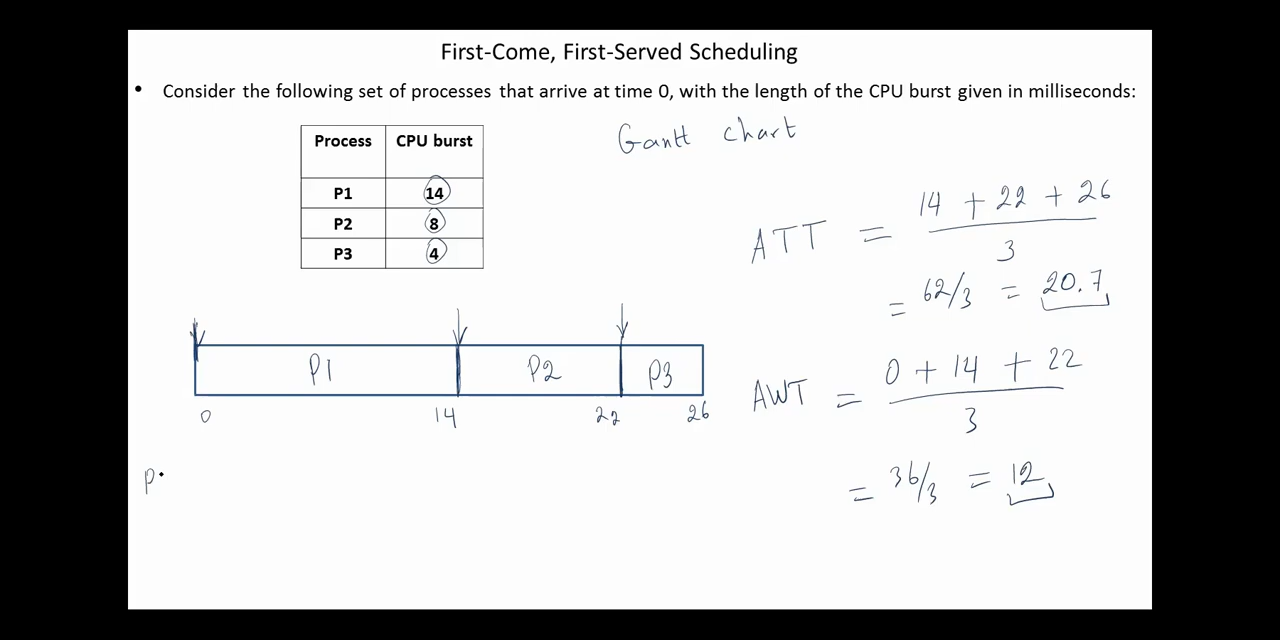 First-Come, First-Served Scheduling
• Consider the following set of processes that arrive at time 0, with the length of the CPU burst given in milliseconds:
Gantt chart
Process CPU burst
P1 14
P2 8
P3 4
ATT = 14 + 22 + 26
3
= 62/3 = 20.7
P1 P2 P3
0 14 22 26
AWT = 0 + 14 + 22
3
= 36/3 = 12
P